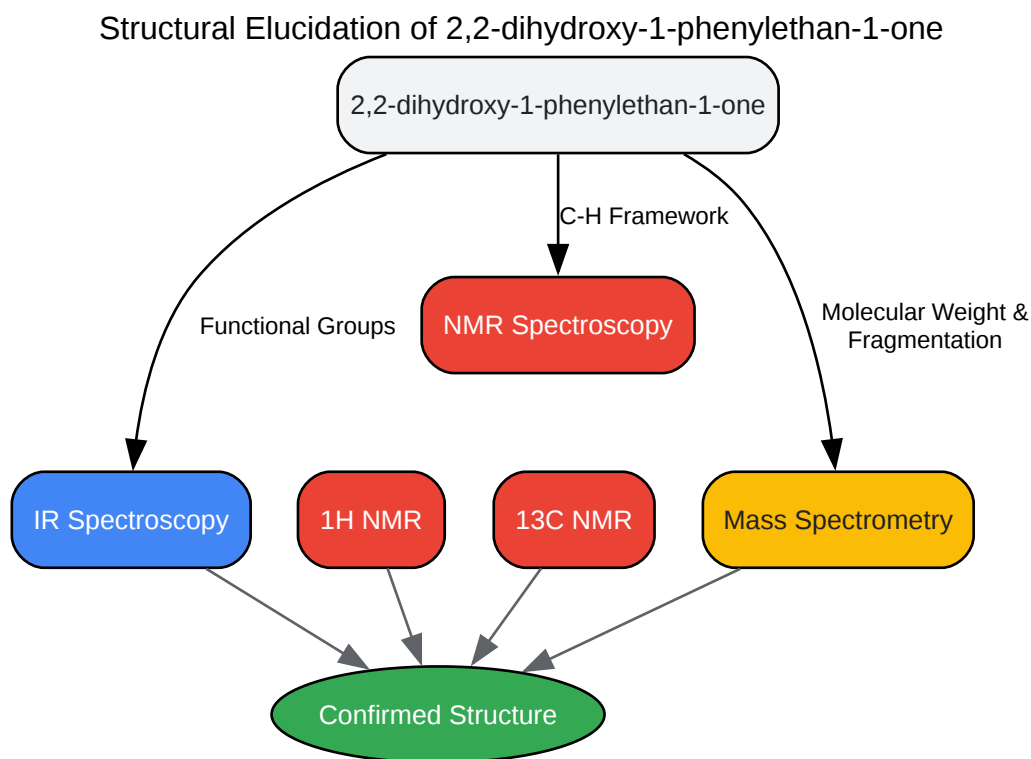 Structural Elucidation of 2,2-dihydroxy-1-phenylethan-1-one
2,2-dihydroxy-1-phenylethan-1-one
C-H Framework
Functional Groups
NMR Spectroscopy
Molecular Weight &
Fragmentation
IR Spectroscopy
1H NMR
13C NMR
Mass Spectrometry
Confirmed Structure